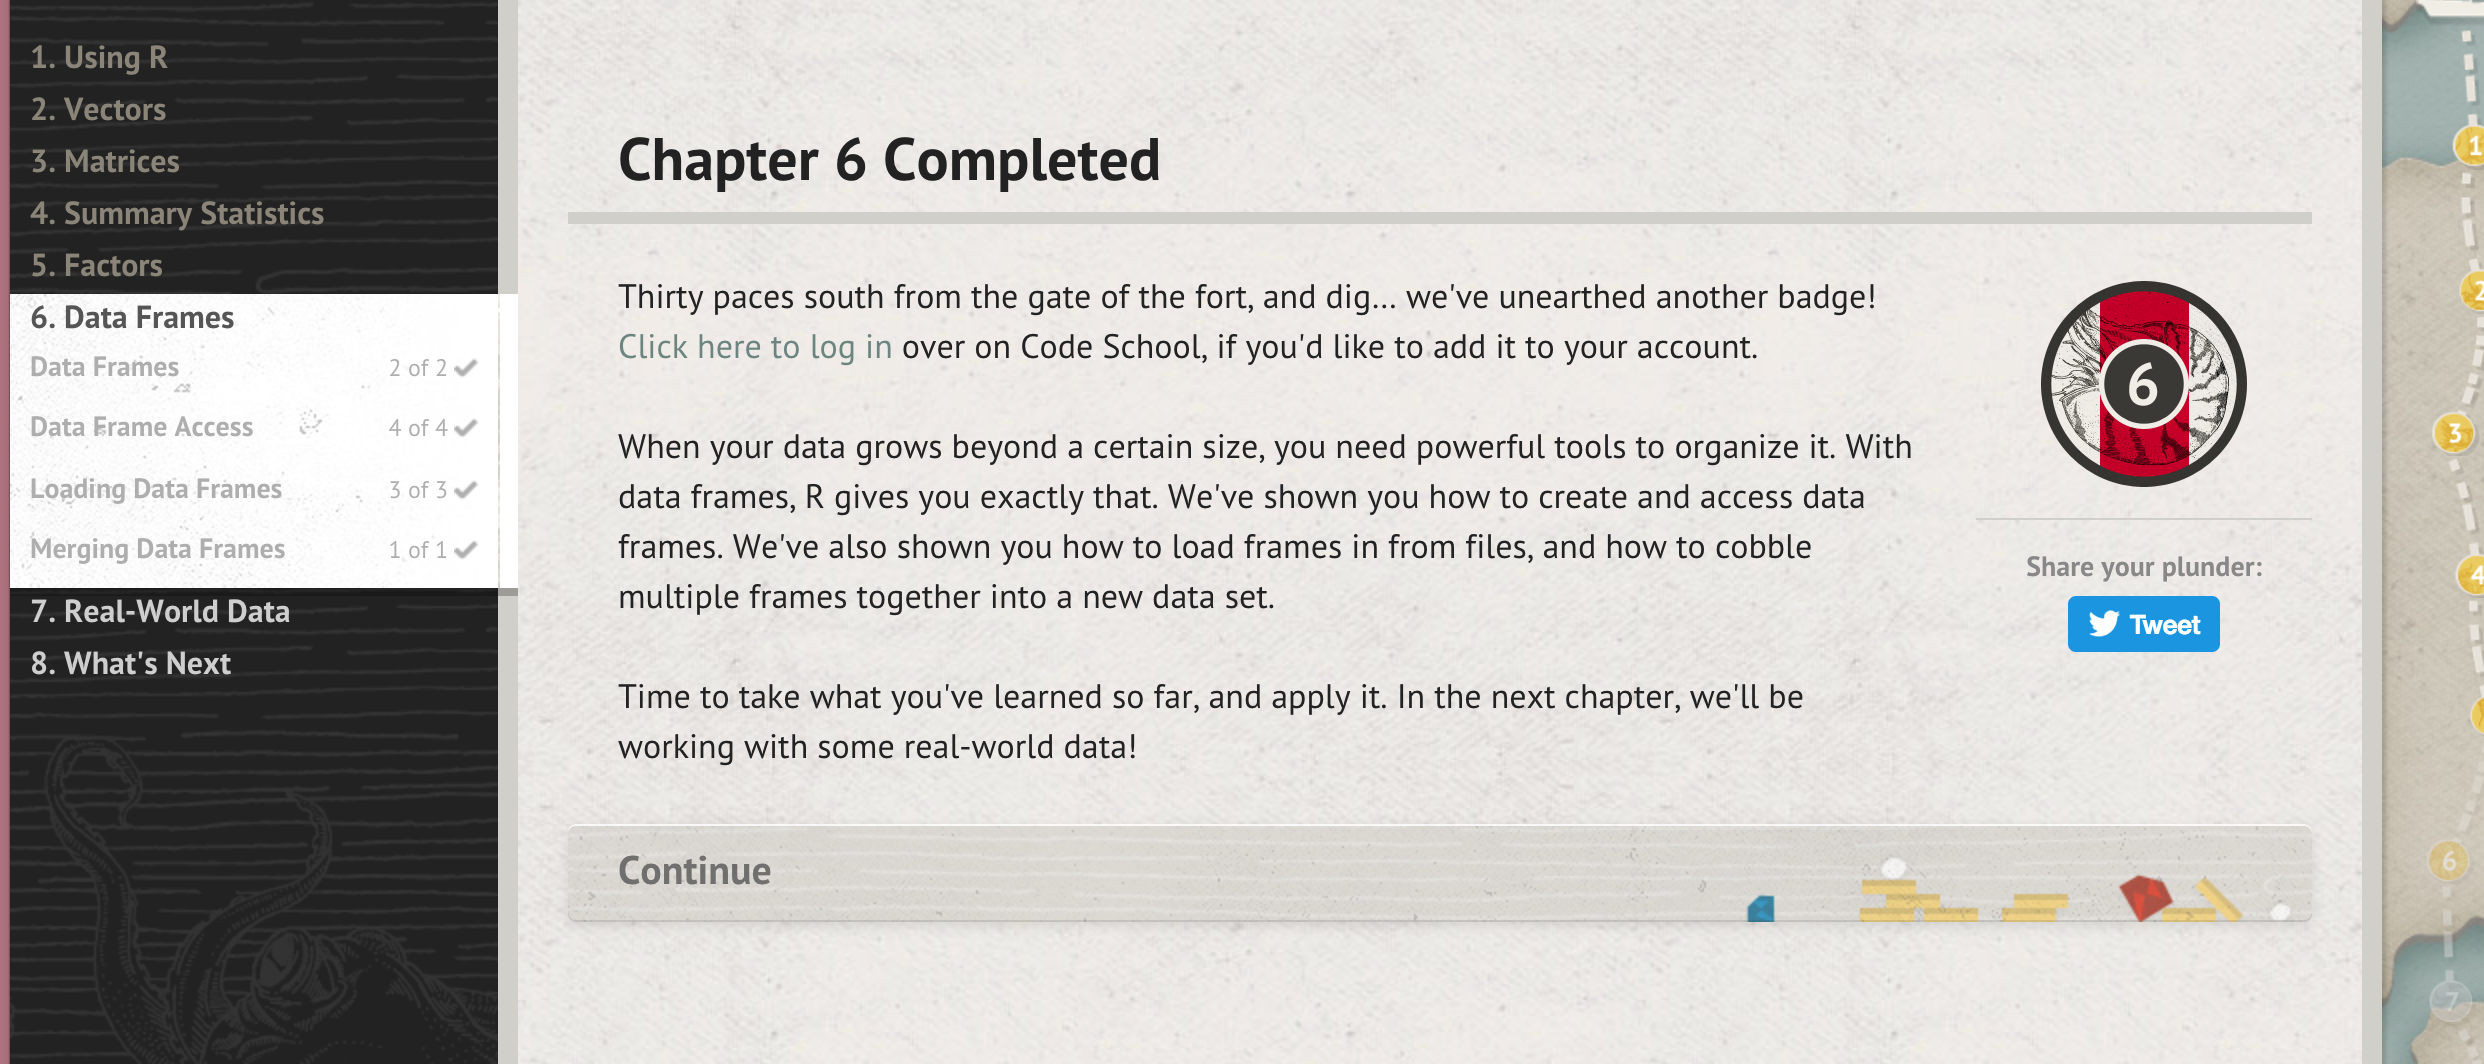 1. Using R
2. Vectors
3. Matrices
4. Summary Statistics
5. Factors
6. Data Frames
Data Frames 2 of 2
Data Frame Access 4 of 4
Loading Data Frames 3 of 3
Merging Data Frames 1 of 1
7. Real-World Data
8. What's Next
Chapter 6 Completed
Thirty paces south from the gate of the fort, and dig... we've unearthed another badge!
Click here to log in over on Code School, if you'd like to add it to your account.
When your data grows beyond a certain size, you need powerful tools to organize it. With
data frames, R gives you exactly that. We've shown you how to create and access data
frames. We've also shown you how to load frames in from files, and how to cobble
multiple frames together into a new data set.
Time to take what you've learned so far, and apply it. In the next chapter, we'll be
working with some real-world data!
6
Share your plunder:
Tweet
Continue
1
2
3
4
6
7